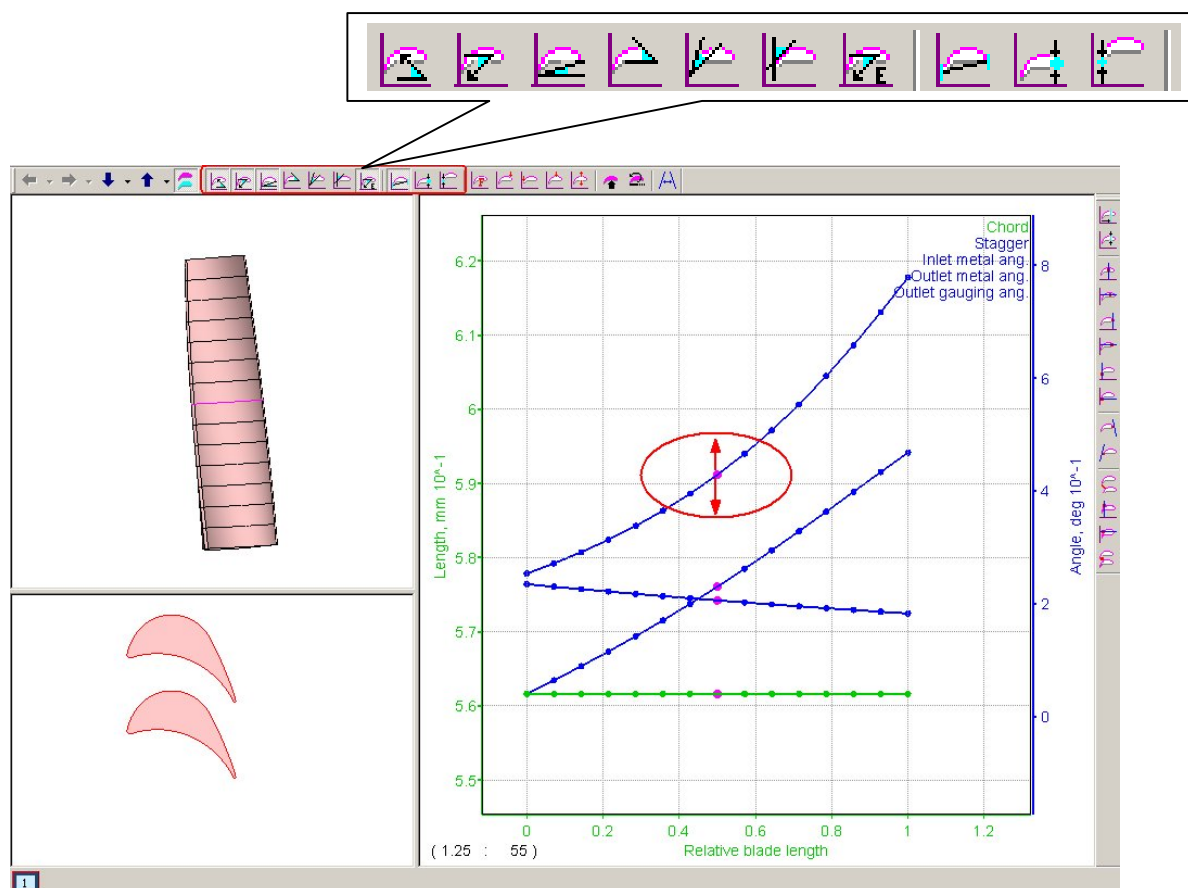 E
Chord
Stagger
Inlet metal ang.
Outlet metal ang.
Outlet gauging ang.
6.2
6.1
6
5.9
5.8
5.7
5.6
5.5
Length, mm 10^-1
8
6
4
2
0
Angle, deg 10^-1
0 0.2 0.4 0.6 0.8 1 1.2
( 1.25 : 55 )
Relative blade length
1